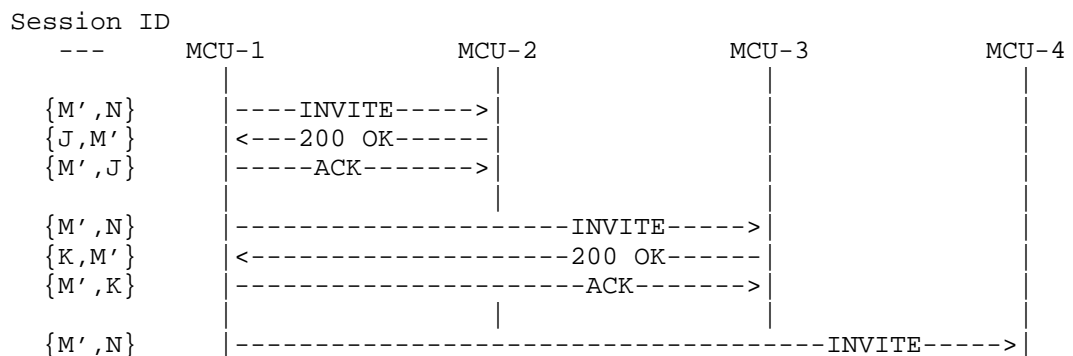 Session ID
--- MCU-1 MCU-2 MCU-3 MCU-4
| | | |
{M',N} |----INVITE----->| | |
{J,M'} |<---200 OK------| | |
{M',J} |-----ACK------->| | |
| | | |
{M',N} |--------------------INVITE----->| |
{K,M'} |<-------------------200 OK------| |
{M',K} |---------------------ACK------->| |
| | | |
{M',N} |-----------------------------------INVITE----->|